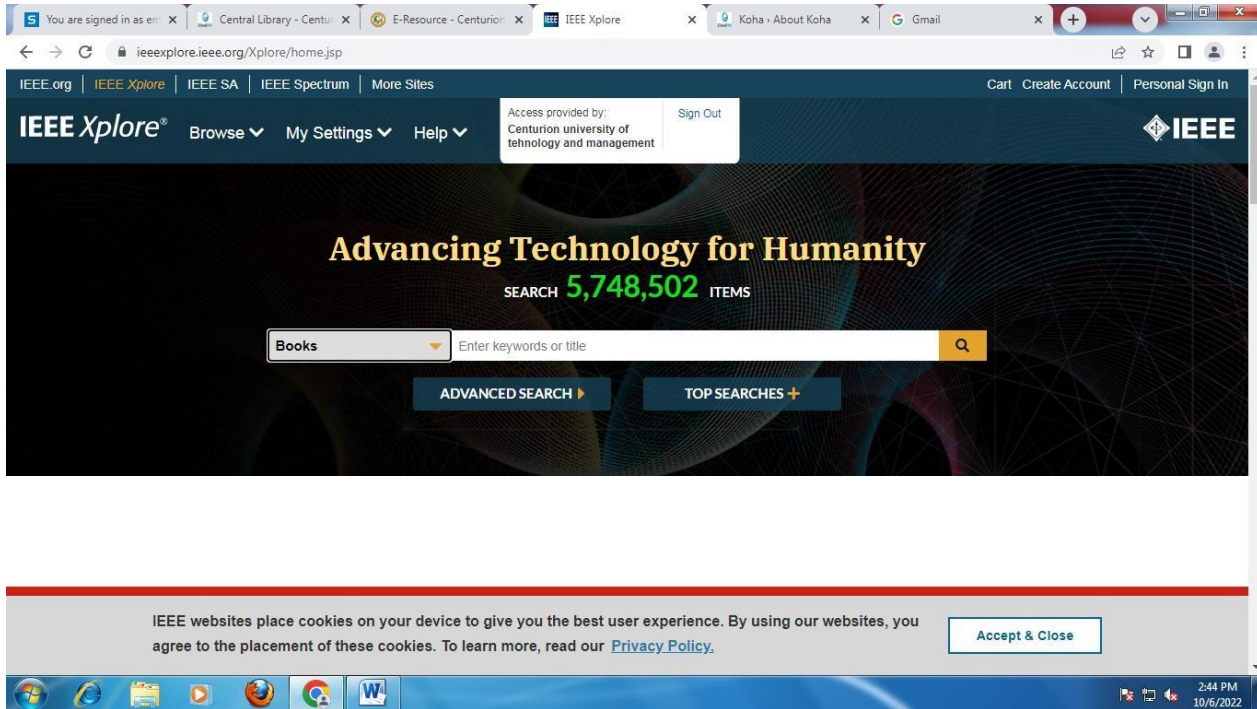 You are signed in as em
Central Library - Centur
E-Resource - Centurion
IEEE Xplore
Koha › About Koha
Gmail
ieeexplore.ieee.org/Xplore/home.jsp
IEEE.org | IEEE Xplore | IEEE SA | IEEE Spectrum | More Sites
Cart Create Account | Personal Sign In
IEEE Xplore®
Browse
My Settings
Help
Access provided by:
Centurion university of
tehnology and management
Sign Out
IEEE
Advancing Technology for Humanity
SEARCH 5,748,502 ITEMS
Books
Enter keywords or title
ADVANCED SEARCH
TOP SEARCHES +
IEEE websites place cookies on your device to give you the best user experience. By using our websites, you
agree to the placement of these cookies. To learn more, read our Privacy Policy.
Accept & Close
2:44 PM
10/6/2022